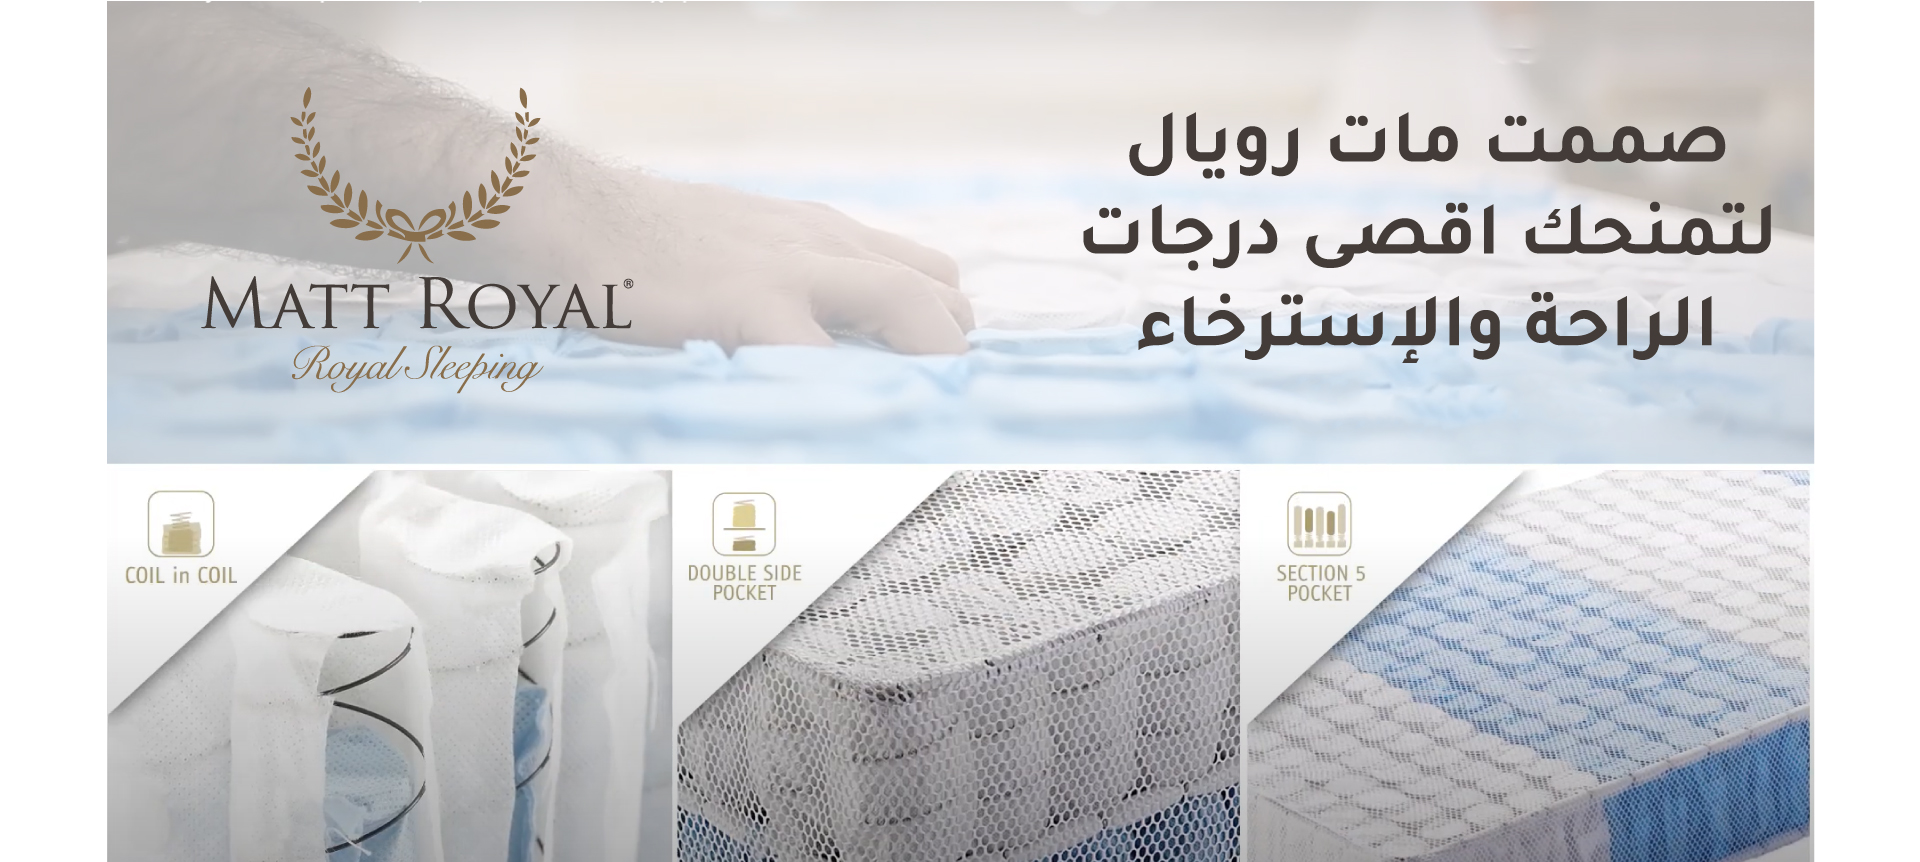 MATT ROYAL®
Royal Sleeping
صممت مات رويال
لتمنحك اقصى درجات
الراحة والإسترخاء
COIL in COIL
DOUBLE SIDE
POCKET
SECTION 5
POCKET